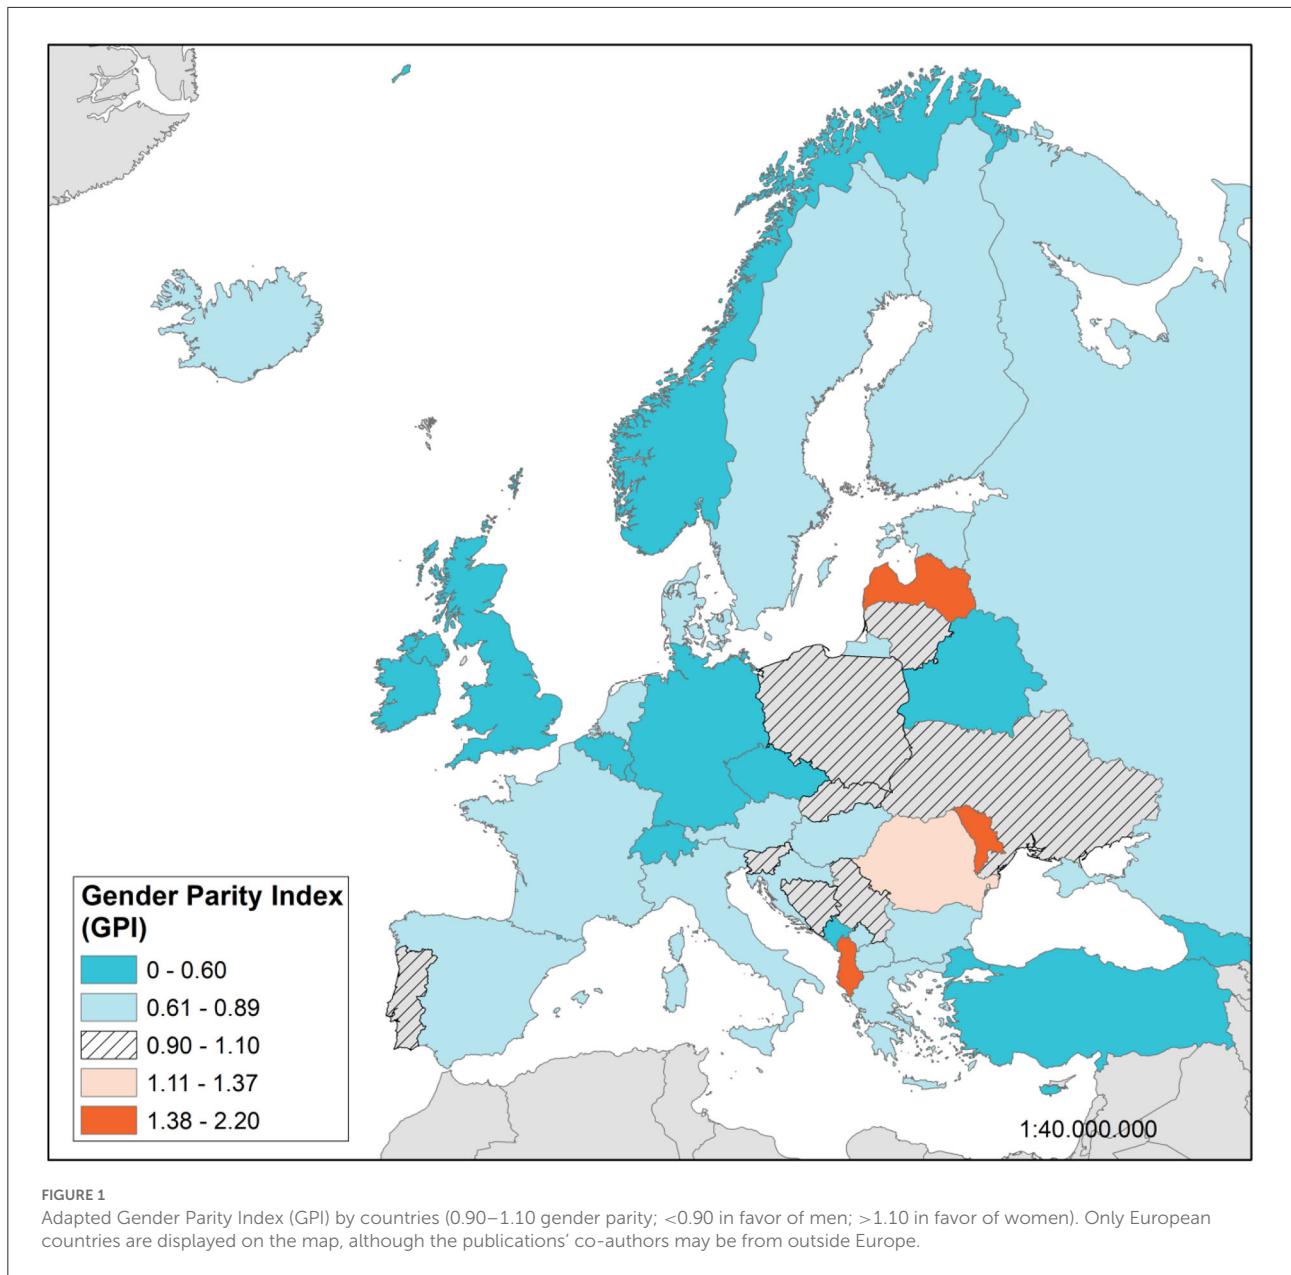 Gender Parity Index
(GPI)
0 - 0.60
0.61 - 0.89
0.90 - 1.10
1.11 - 1.37
1.38 - 2.20
1:40.000.000
FIGURE 1
Adapted Gender Parity Index (GPI) by countries (0.90–1.10 gender parity; <0.90 in favor of men; >1.10 in favor of women). Only European
countries are displayed on the map, although the publications’ co-authors may be from outside Europe.